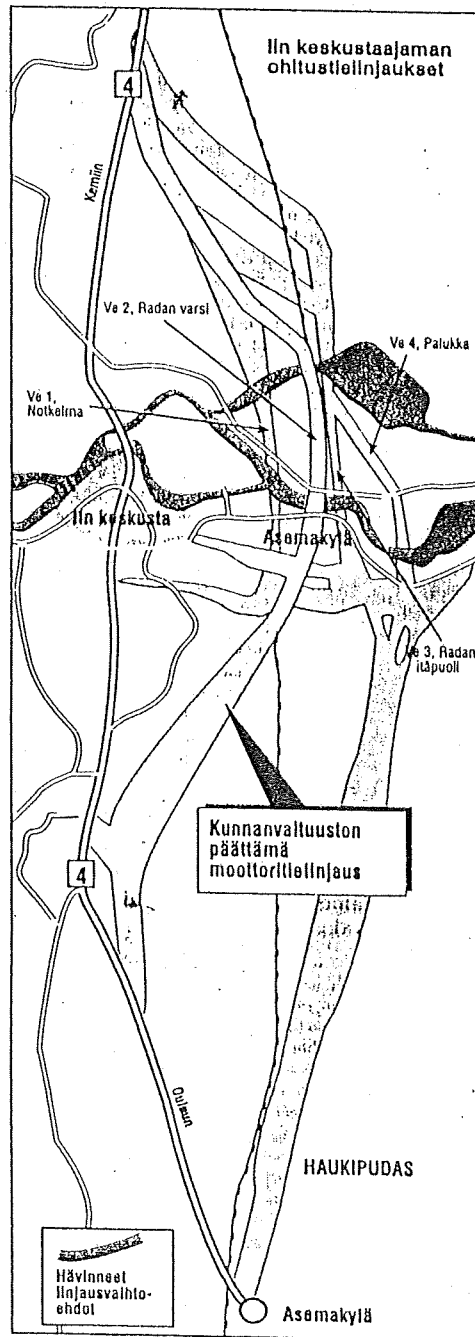 Iin keskustaajaman
ohitustielinjaukset
4
Kemiin
Ve 2, Radan varsi
Ve 4, Palukka
Ve 1,
Notkelma
Iin keskusta
Asemakylä
Ve 3, Radan
itäpuoli
Kunnanvaltuuston
päättämä
moottoritielinjaus
4
Ouluun
HAUKIPUDAS
Hävinneet
linjausvaihto-
ehdot
Asemakylä